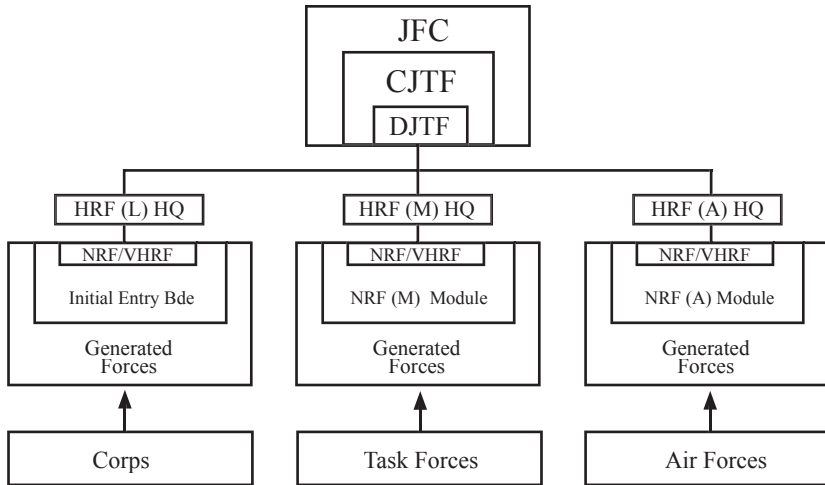 JFC
CJTF
DJTF
HRF (L) HQ
HRF (M) HQ
HRF (A) HQ
NRF/VHRF
NRF/VHRF
NRF/VHRF
Initial Entry Bde
NRF (M) Module
NRF (A) Module
Generated
Forces
Generated
Forces
Generated
Forces
Corps
Task Forces
Air Forces